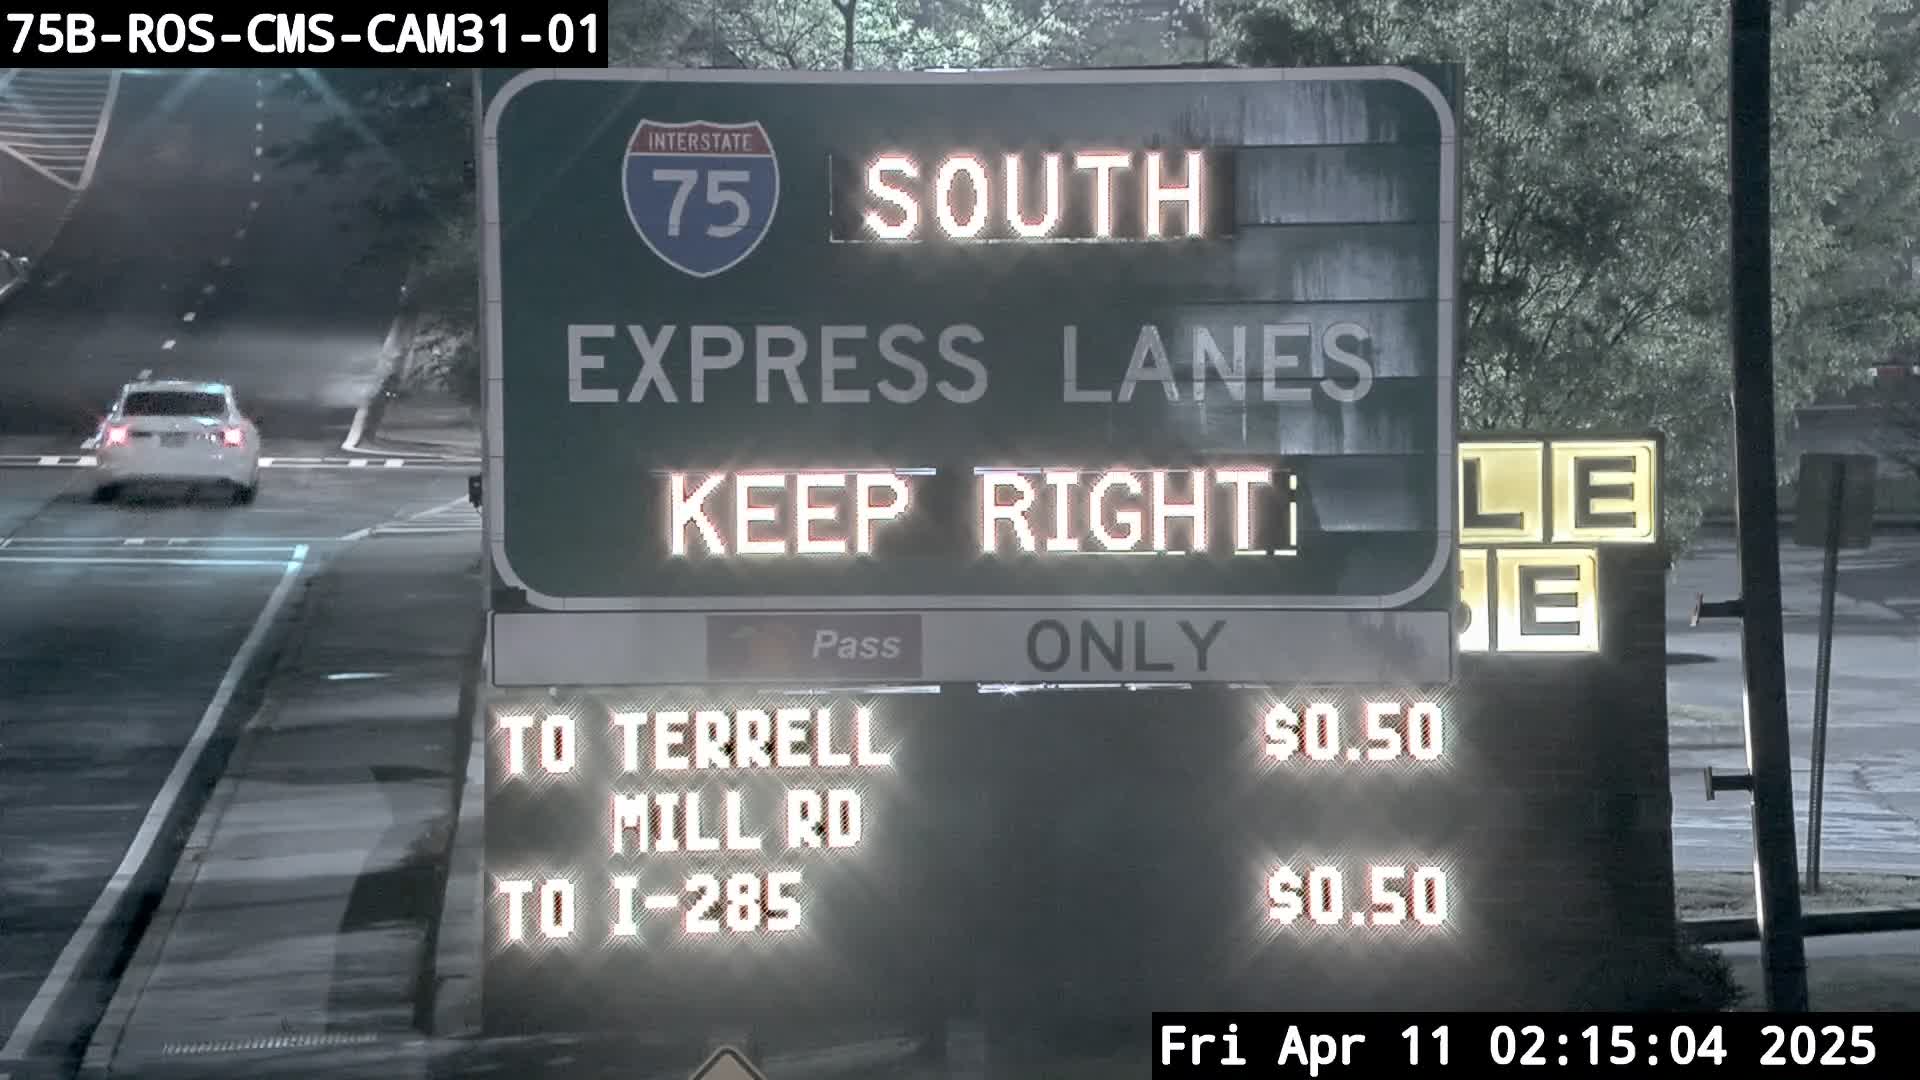 75B-ROS-CMS-CAM31-01
INTERSTATE
75
SOUTH
EXPRESS LANES
KEEP RIGHT
Pass ONLY
TO TERRELL $0.50
MILL RD
TO I-285 $0.50
LE
E
Fri Apr 11 02:15:04 2025